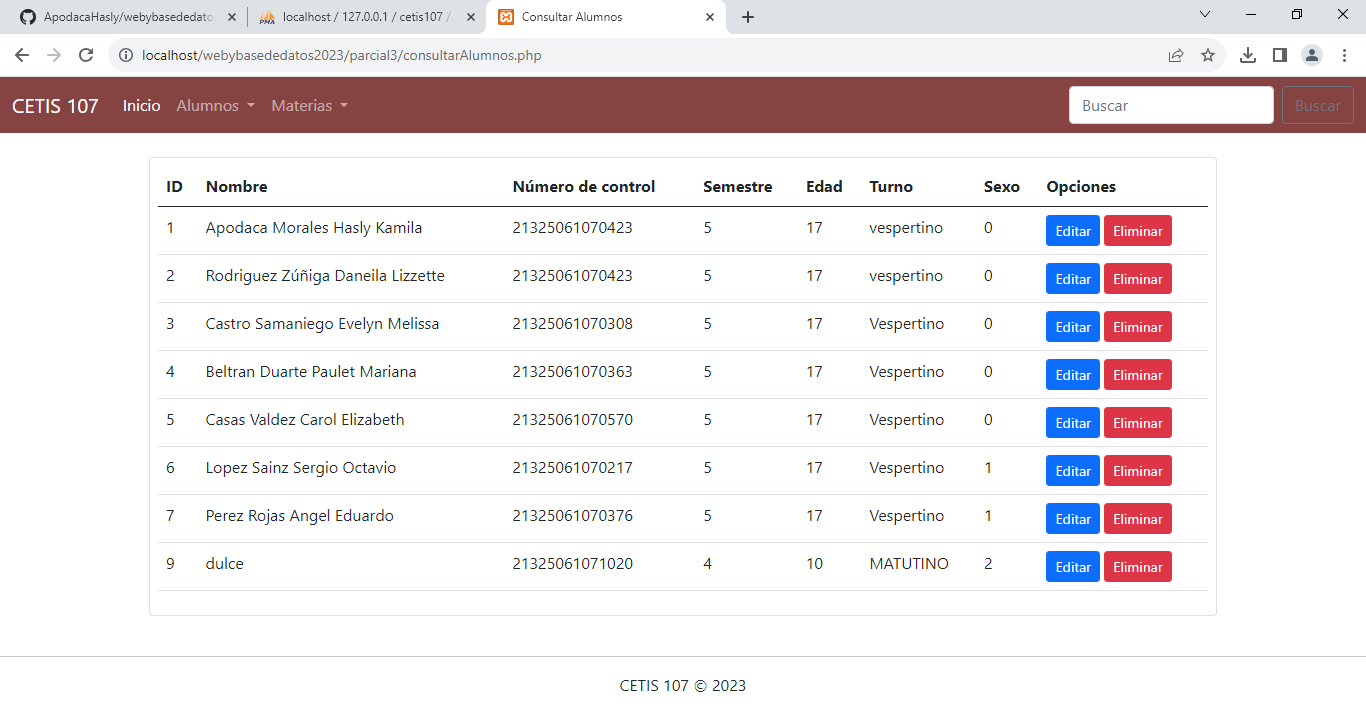 ApodacaHasly/webybasededato
localhost / 127.0.0.1 / cetis107 /
Consultar Alumnos
localhost/webybasededatos2023/parcial3/consultarAlumnos.php
CETIS 107 Inicio Alumnos Materias Buscar Buscar
ID Nombre Número de control Semestre Edad Turno Sexo Opciones
1 Apodaca Morales Hasly Kamila 21325061070423 5 17 vespertino 0 Editar Eliminar
2 Rodriguez Zúñiga Daneila Lizzette 21325061070423 5 17 vespertino 0 Editar Eliminar
3 Castro Samaniego Evelyn Melissa 21325061070308 5 17 Vespertino 0 Editar Eliminar
4 Beltran Duarte Paulet Mariana 21325061070363 5 17 Vespertino 0 Editar Eliminar
5 Casas Valdez Carol Elizabeth 21325061070570 5 17 Vespertino 0 Editar Eliminar
6 Lopez Sainz Sergio Octavio 21325061070217 5 17 Vespertino 1 Editar Eliminar
7 Perez Rojas Angel Eduardo 21325061070376 5 17 Vespertino 1 Editar Eliminar
9 dulce 21325061071020 4 10 MATUTINO 2 Editar Eliminar
CETIS 107 © 2023